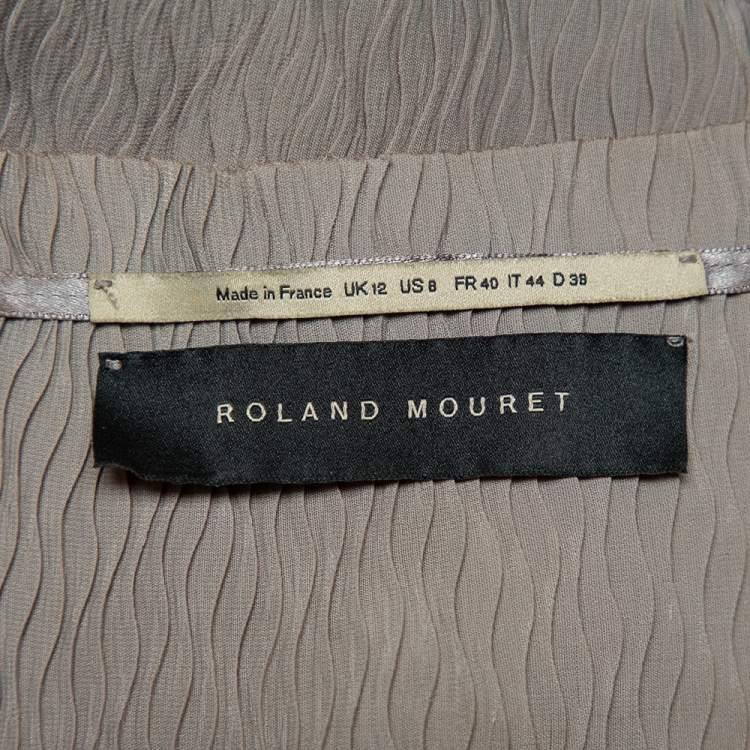 Made in France UK 12 US 8 FR 40 IT 44 D 38
ROLAND MOURET